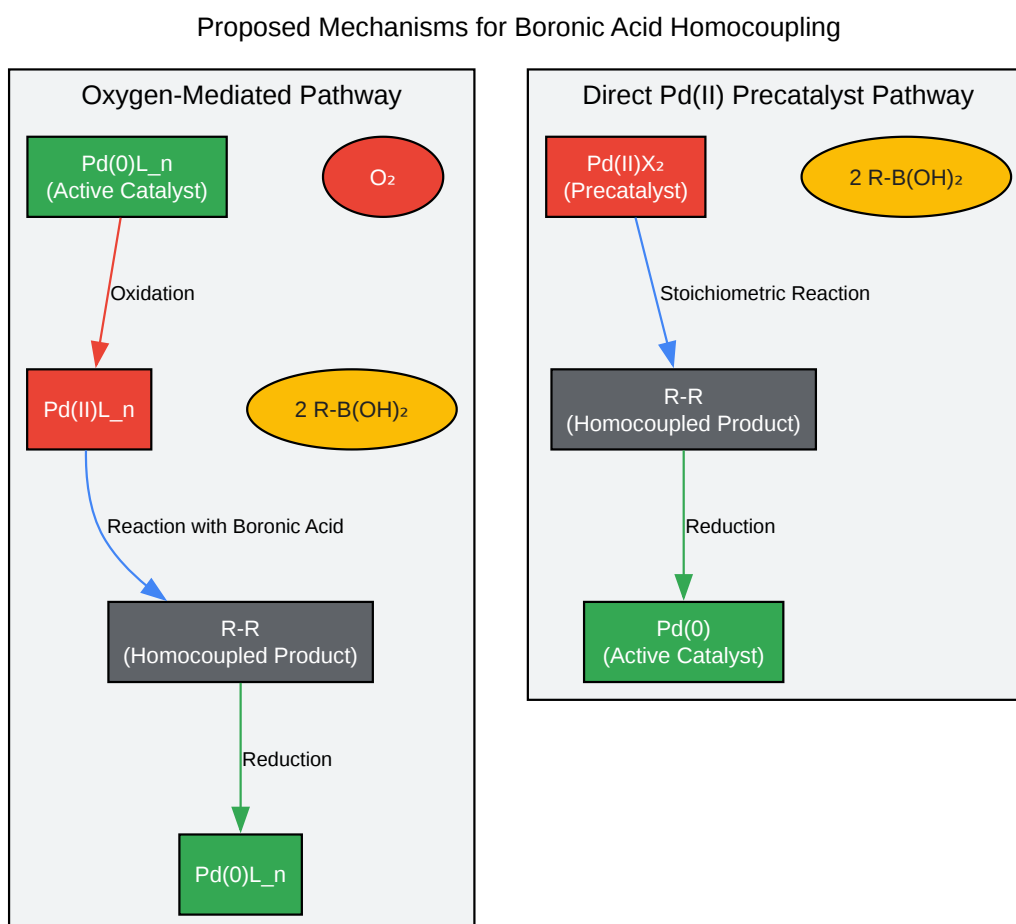 Proposed Mechanisms for Boronic Acid Homocoupling
Oxygen-Mediated Pathway
Pd(0)L_n
(Active Catalyst)
O₂
Oxidation
Pd(II)L_n
2 R-B(OH)₂
Reaction with Boronic Acid
R-R
(Homocoupled Product)
Reduction
Pd(0)L_n
Direct Pd(II) Precatalyst Pathway
Pd(II)X₂
(Precatalyst)
2 R-B(OH)₂
Stoichiometric Reaction
R-R
(Homocoupled Product)
Reduction
Pd(0)
(Active Catalyst)